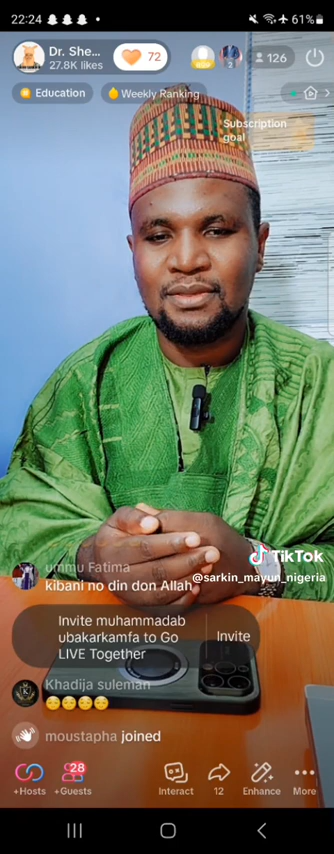 22:24
61%
Dr. She...
27.8K likes
72
2
126
Education
Weekly Ranking
Subscription
goal
TikTok
@sarkin_mayun_nigeria
ummu Fatima
kibani no din don Allah
Invite muhammadab
ubakarkamfa to Go
LIVE Together
Invite
Khadija suleman
😌😌😌😌
moustapha joined
28
+Hosts
+Guests
Interact
12
Enhance
More